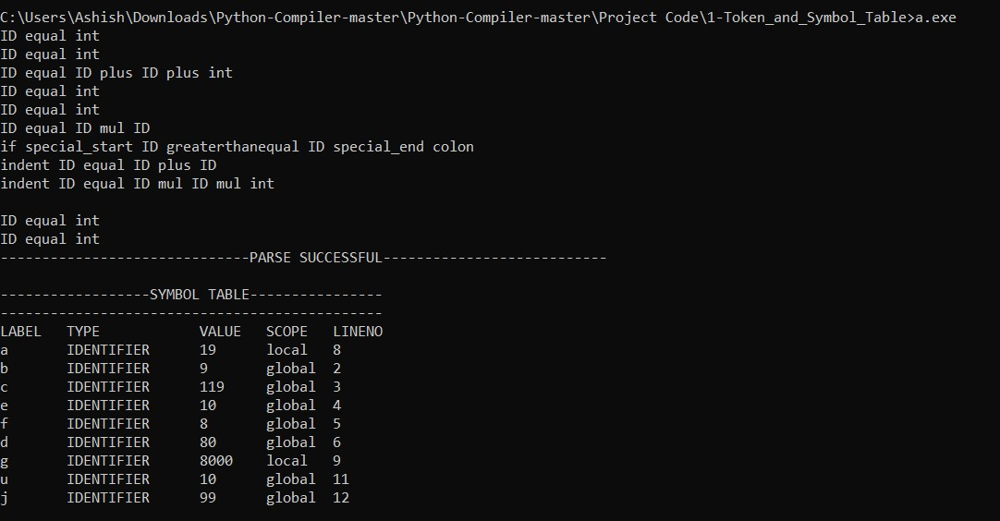 C:\Users\Ashish\Downloads\Python-Compiler-master\Python-Compiler-master\Project Code\1-Token_and_Symbol_Table>a.exe
ID equal int
ID equal int
ID equal ID plus ID plus int
ID equal int
ID equal int
ID equal ID mul ID
if special_start ID greaterthanequal ID special_end colon
indent ID equal ID plus ID
indent ID equal ID mul ID mul int

ID equal int
ID equal int
------------------------------PARSE SUCCESSFUL---------------------------

------------------SYMBOL TABLE----------------
----------------------------------------------
LABEL   TYPE            VALUE   SCOPE   LINENO
a       IDENTIFIER      19      local   8
b       IDENTIFIER      9       global  2
c       IDENTIFIER      119     global  3
e       IDENTIFIER      10      global  4
f       IDENTIFIER      8       global  5
d       IDENTIFIER      80      global  6
g       IDENTIFIER      8000    local   9
u       IDENTIFIER      10      global  11
j       IDENTIFIER      99      global  12